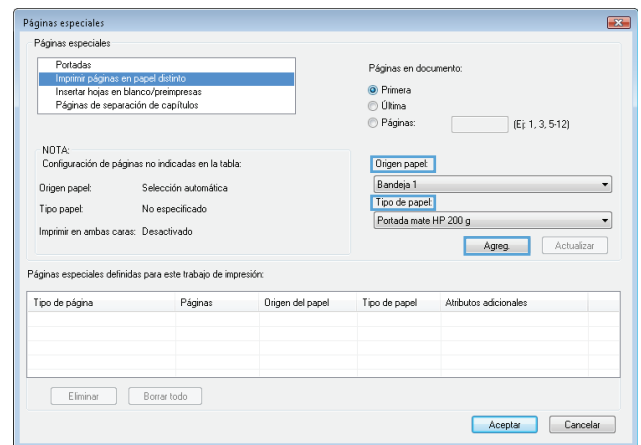 Páginas especiales
Páginas especiales
Portadas
Imprimir páginas en papel distinto
Insertar hojas en blanco/preimpresas
Páginas de separación de capítulos
Páginas en documento:
Primera
Última
Páginas:
(Ej: 1, 3, 5-12)
NOTA:
Configuración de páginas no indicadas en la tabla:
Origen papel: Selección automática
Tipo papel: No especificado
Imprimir en ambas caras: Desactivado
Origen papel:
Bandeja 1
Tipo de papel:
Portada mate HP 200 g
Agreg. Actualizar
Páginas especiales definidas para este trabajo de impresión:
Tipo de página Páginas Origen del papel Tipo de papel Atributos adicionales
Eliminar Borrar todo
Aceptar Cancelar